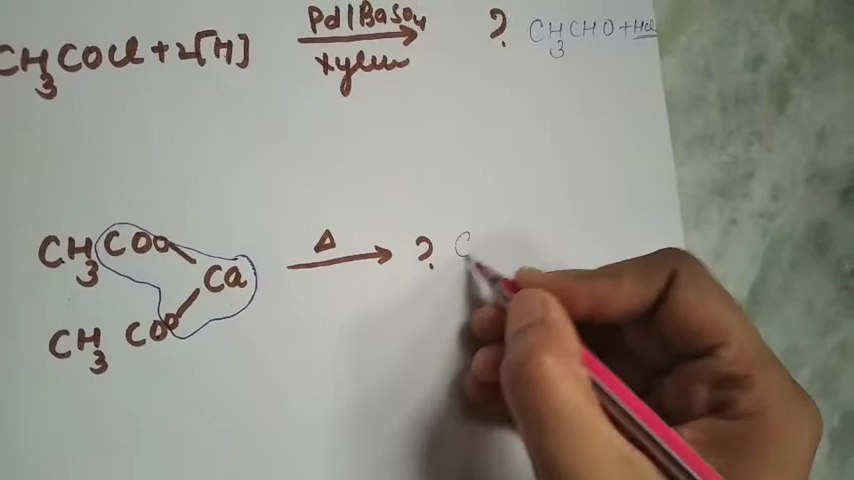 CH3COCl+2[H] Pd|BaSO4 xylene ? CH3CHO+HCl
CH3COO
Ca Δ ? C
CH3COO